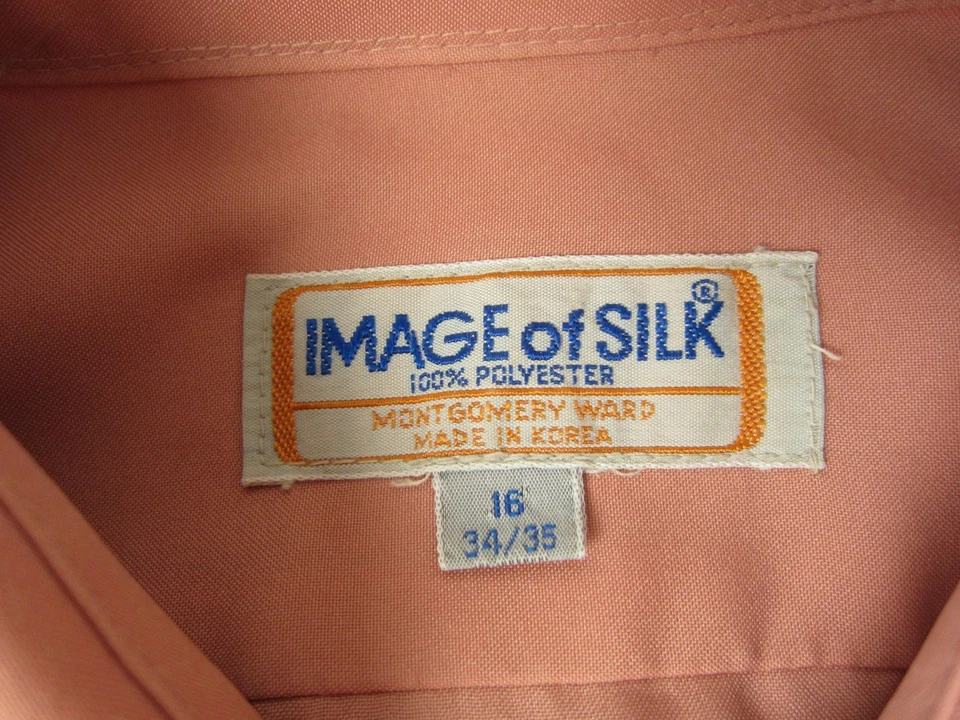 IMAGE of SILK®
100% POLYESTER
MONTGOMERY WARD
MADE IN KOREA
16
34/35